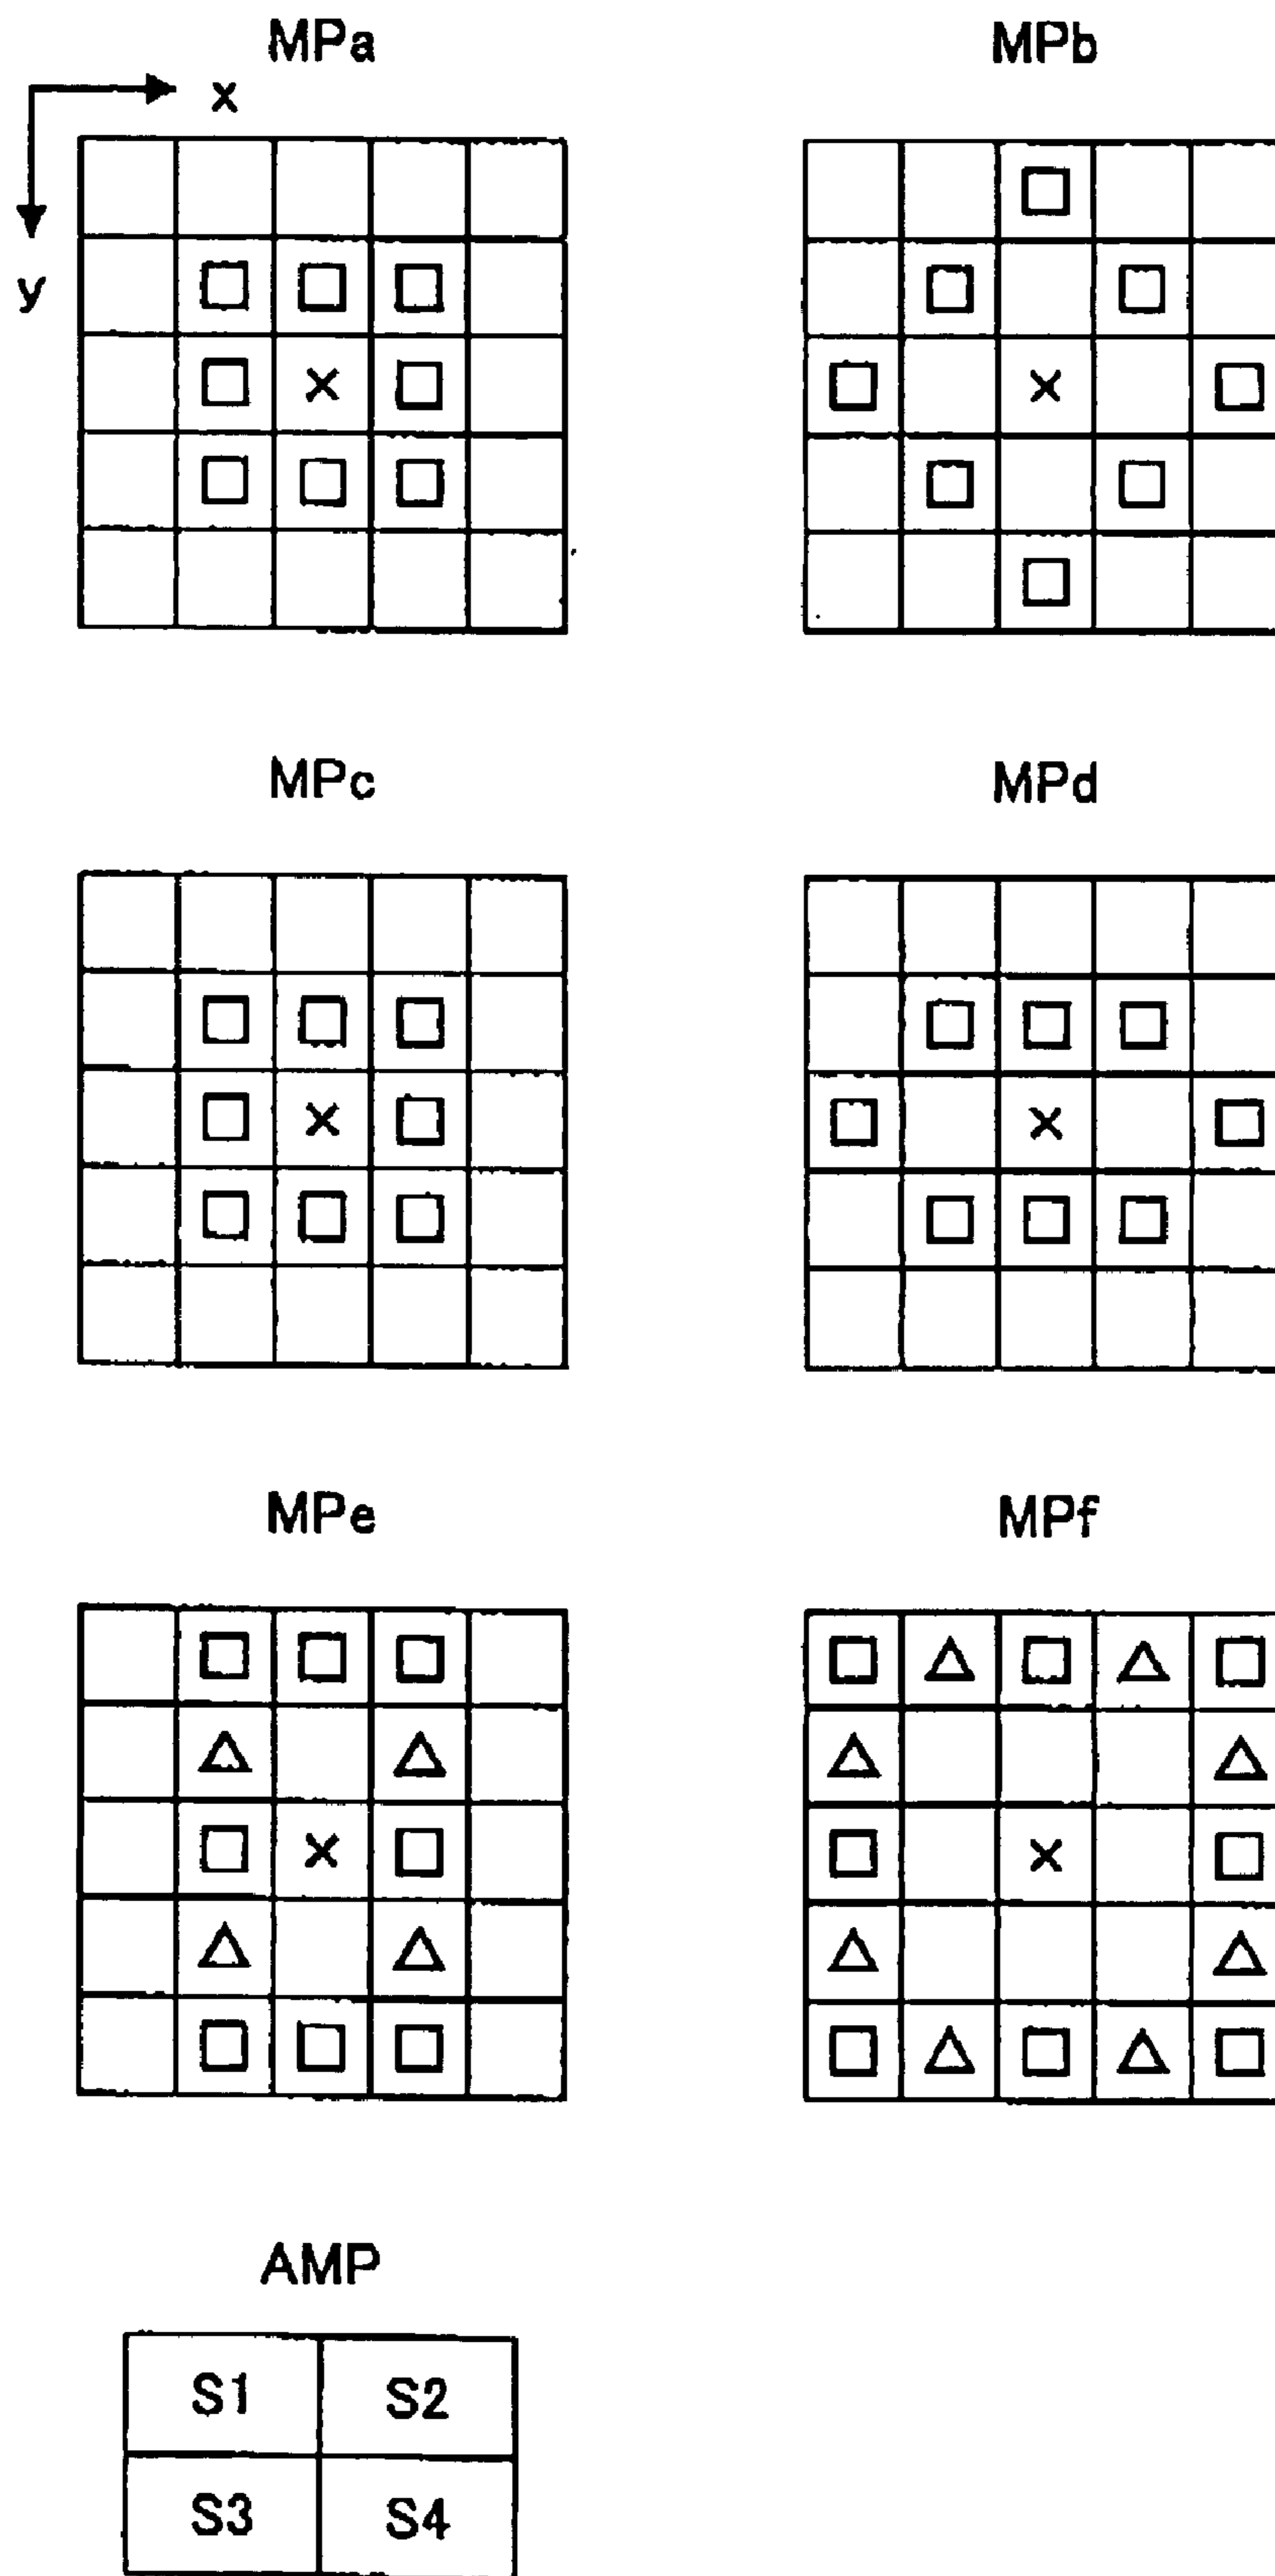 MPa
MPb
x
y
×
×
MPc
MPd
×
×
MPe
MPf
×
×
AMP
S1 S2
S3 S4